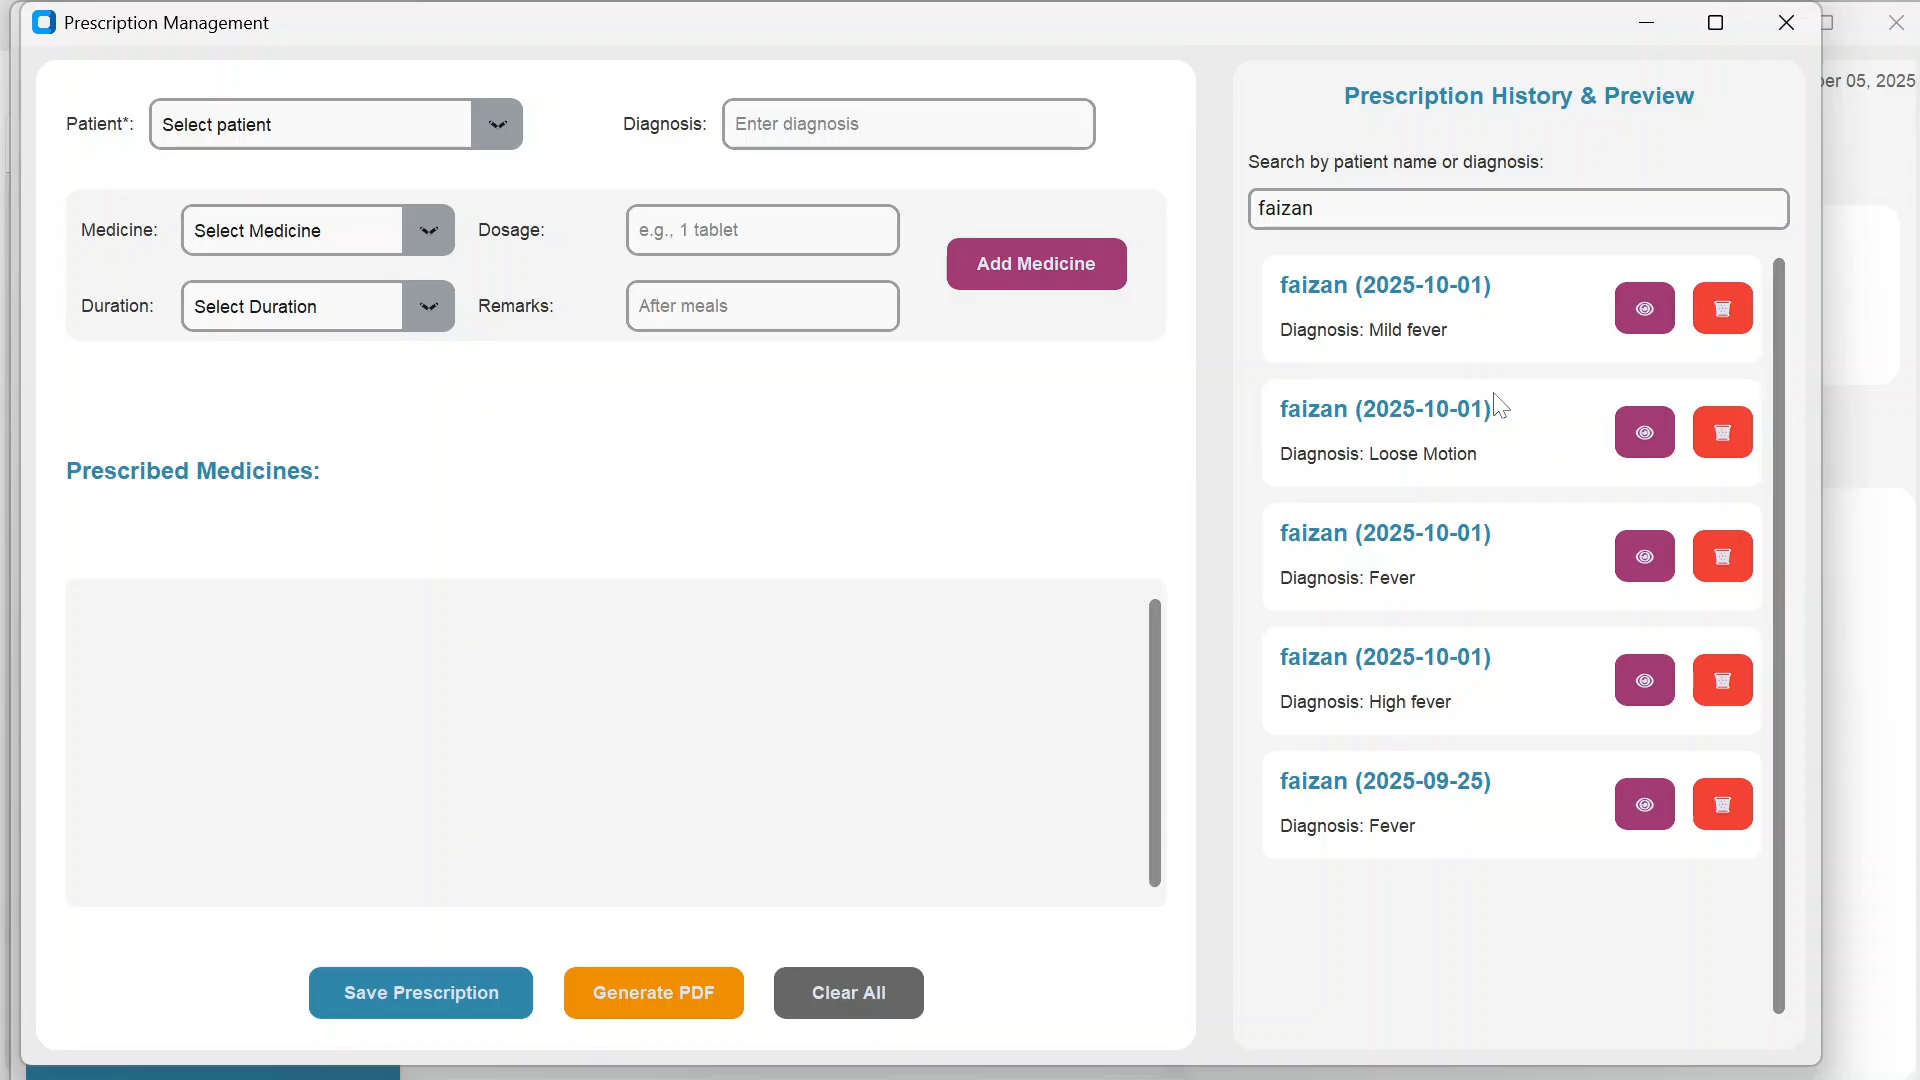 Prescription Management
Patient*:
Select patient
Diagnosis:
Enter diagnosis
Medicine:
Select Medicine
Dosage:
e.g., 1 tablet
Add Medicine
Duration:
Select Duration
Remarks:
After meals
Prescribed Medicines:
Save Prescription
Generate PDF
Clear All
Prescription History & Preview
Search by patient name or diagnosis:
faizan
faizan (2025-10-01)
Diagnosis: Mild fever
faizan (2025-10-01)
Diagnosis: Loose Motion
faizan (2025-10-01)
Diagnosis: Fever
faizan (2025-10-01)
Diagnosis: High fever
faizan (2025-09-25)
Diagnosis: Fever
05, 2025